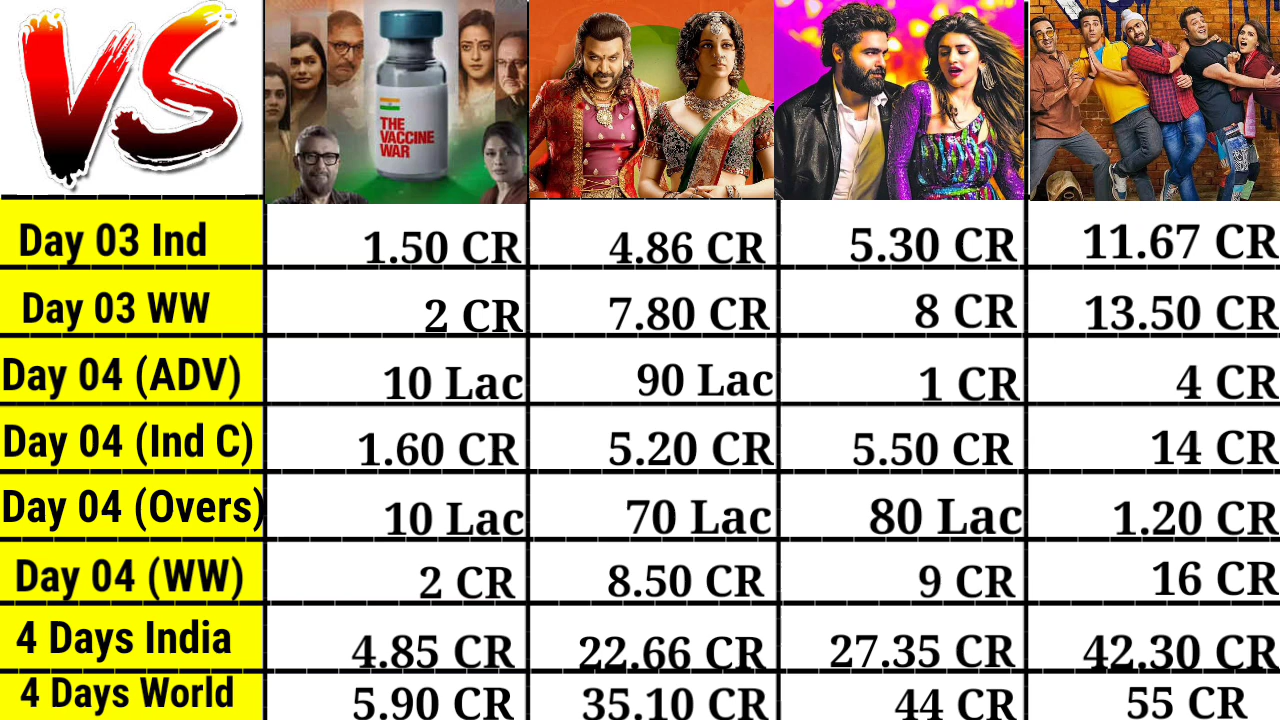 VS
THE
VACCINE
WAR
Day 03 Ind 1.50 CR 4.86 CR 5.30 CR 11.67 CR
Day 03 WW 2 CR 7.80 CR 8 CR 13.50 CR
Day 04 (ADV) 10 Lac 90 Lac 1 CR 4 CR
Day 04 (Ind C) 1.60 CR 5.20 CR 5.50 CR 14 CR
Day 04 (Overs) 10 Lac 70 Lac 80 Lac 1.20 CR
Day 04 (WW) 2 CR 8.50 CR 9 CR 16 CR
4 Days India 4.85 CR 22.66 CR 27.35 CR 42.30 CR
4 Days World 5.90 CR 35.10 CR 44 CR 55 CR